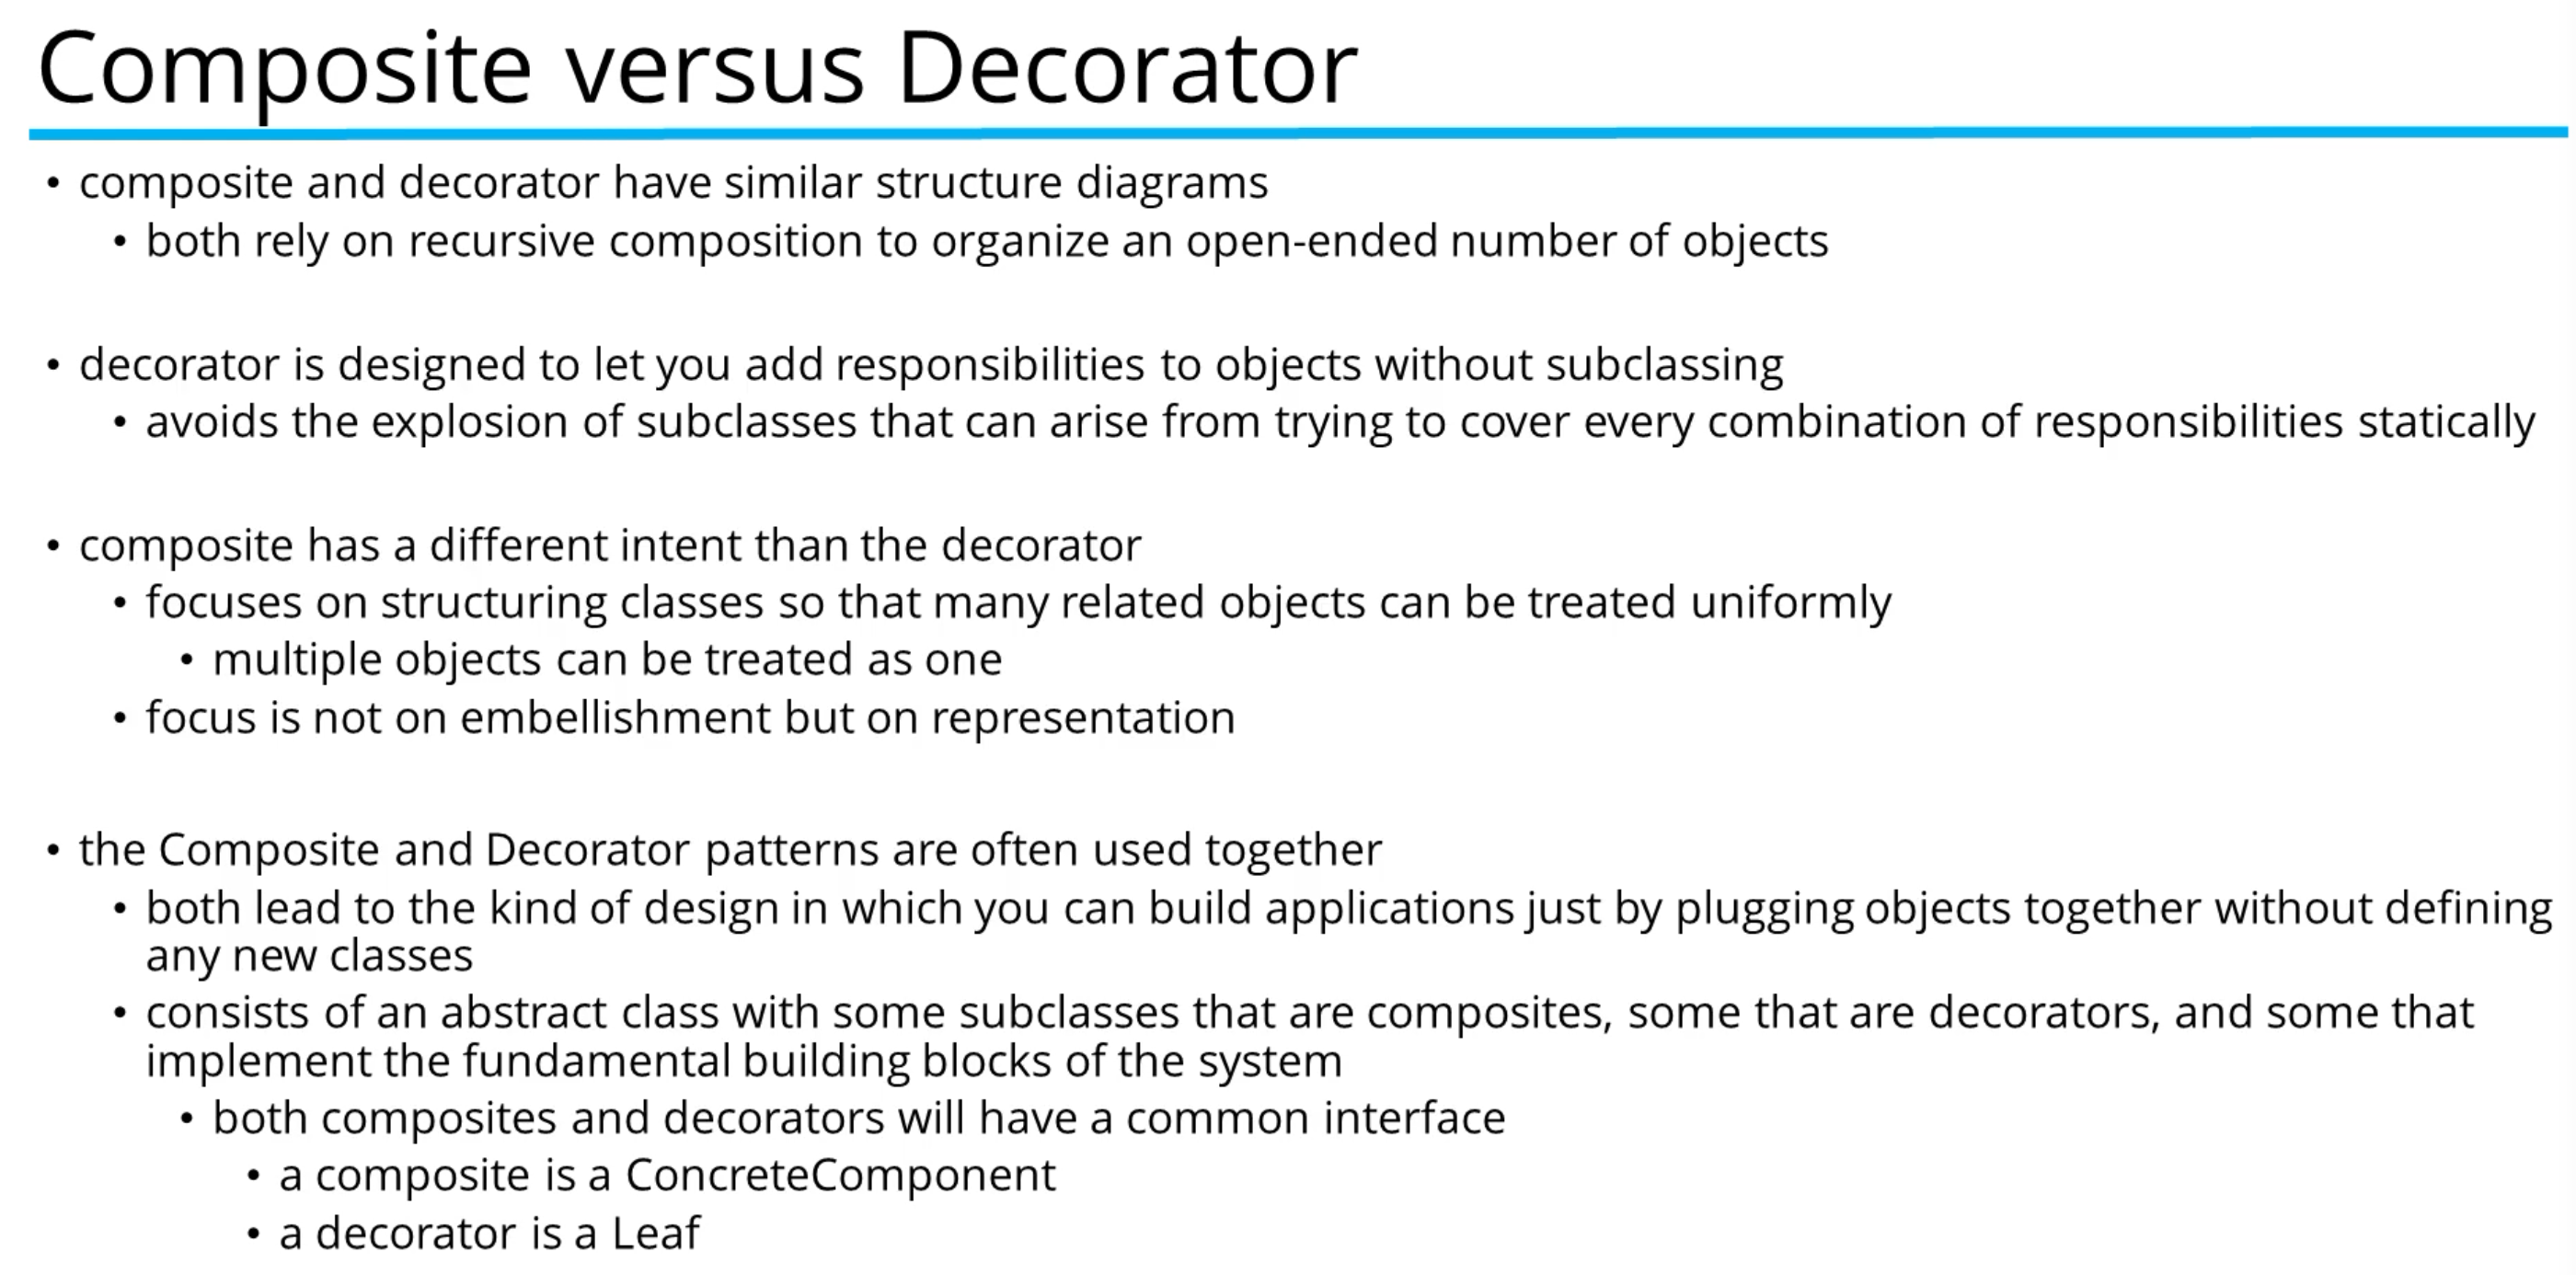 Composite versus Decorator
• composite and decorator have similar structure diagrams
• both rely on recursive composition to organize an open-ended number of objects
• decorator is designed to let you add responsibilities to objects without subclassing
• avoids the explosion of subclasses that can arise from trying to cover every combination of responsibilities statically
• composite has a different intent than the decorator
• focuses on structuring classes so that many related objects can be treated uniformly
• multiple objects can be treated as one
• focus is not on embellishment but on representation
• the Composite and Decorator patterns are often used together
• both lead to the kind of design in which you can build applications just by plugging objects together without defining
any new classes
• consists of an abstract class with some subclasses that are composites, some that are decorators, and some that
implement the fundamental building blocks of the system
• both composites and decorators will have a common interface
• a composite is a ConcreteComponent
• a decorator is a Leaf